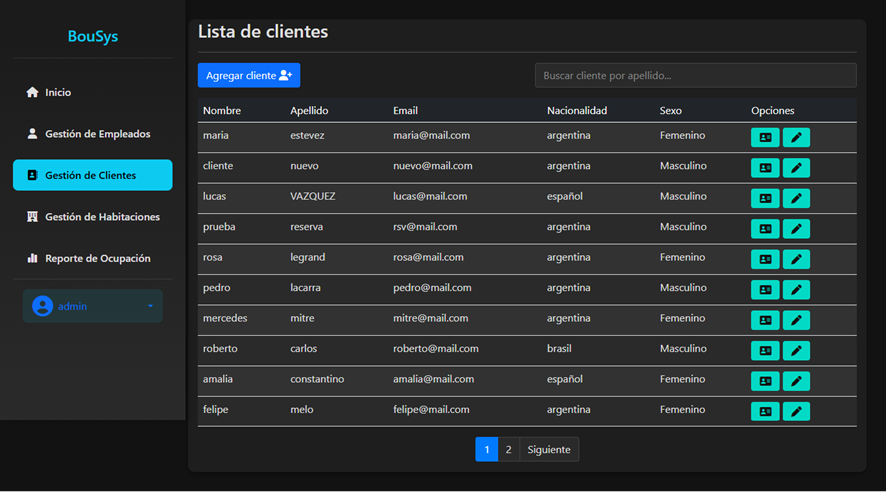 BouSys
Inicio
Gestión de Empleados
Gestión de Clientes
Gestión de Habitaciones
Reporte de Ocupación
admin
Lista de clientes
Agregar cliente
Buscar cliente por apellido...
Nombre Apellido Email Nacionalidad Sexo Opciones
maria estevez maria@mail.com argentina Femenino
cliente nuevo nuevo@mail.com argentina Masculino
lucas VAZQUEZ lucas@mail.com español Masculino
prueba reserva rsv@mail.com argentina Masculino
rosa legrand rosa@mail.com argentina Femenino
pedro lacarra pedro@mail.com argentina Masculino
mercedes mitre mitre@mail.com argentina Femenino
roberto carlos roberto@mail.com brasil Masculino
amalia constantino amalia@mail.com español Femenino
felipe melo felipe@mail.com argentina Femenino
1 2 Siguiente